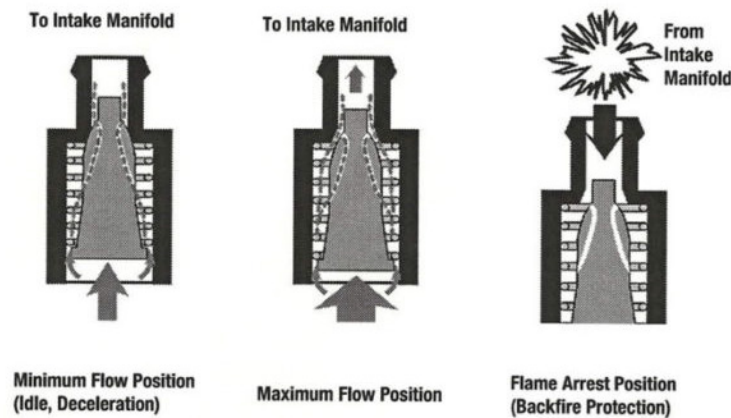 To Intake Manifold
To Intake Manifold
From
Intake
Manifold
Minimum Flow Position
(Idle, Deceleration)
Maximum Flow Position
Flame Arrest Position
(Backfire Protection)